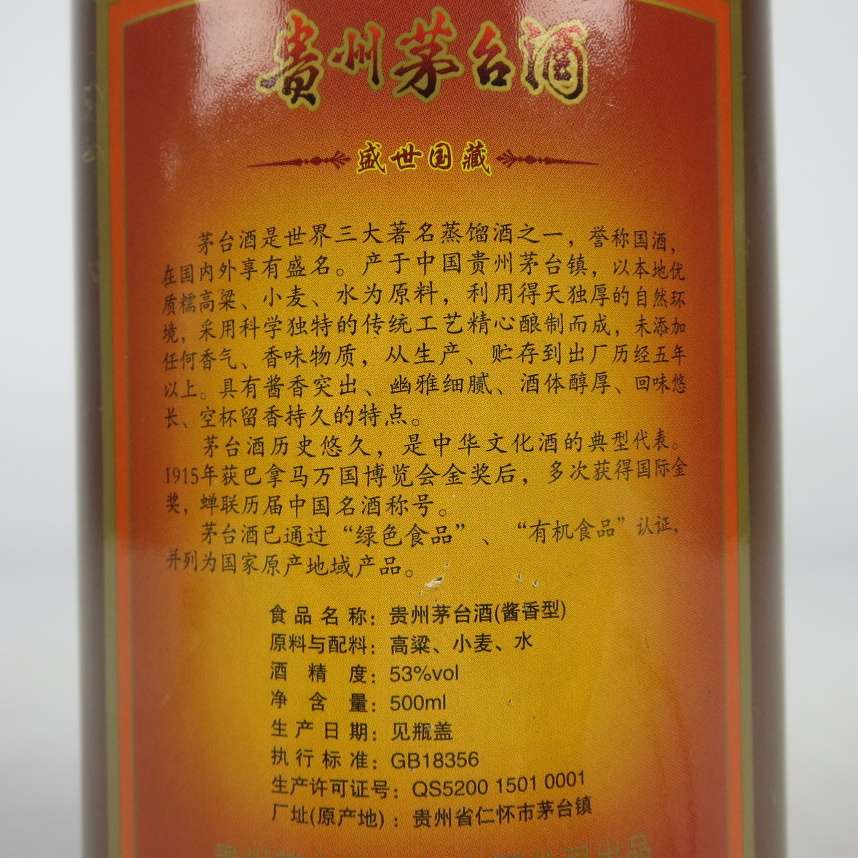 贵州茅台酒
盛世国藏
茅台酒是世界三大著名蒸馏酒之一，誉称国酒，
在国内外享有盛名。产于中国贵州茅台镇，以本地优
质糯高粱、小麦、水为原料，利用得天独厚的自然环
境，采用科学独特的传统工艺精心酿制而成，未添加
任何香气、香味物质，从生产、贮存到出厂历经五年
以上。具有酱香突出、幽雅细腻、酒体醇厚、回味悠
长、空杯留香持久的特点。
茅台酒历史悠久，是中华文化酒的典型代表。
1915年获巴拿马万国博览会金奖后，多次获得国际金
奖，蝉联历届中国名酒称号。
茅台酒已通过“绿色食品”、“有机食品”认证，
并列为国家原产地域产品。
食品名称：贵州茅台酒(酱香型)
原料与配料：高粱、小麦、水
酒精度：53%vol
净含量：500ml
生产日期：见瓶盖
执行标准：GB18356
生产许可证号：QS5200 1501 0001
厂址(原产地)：贵州省仁怀市茅台镇